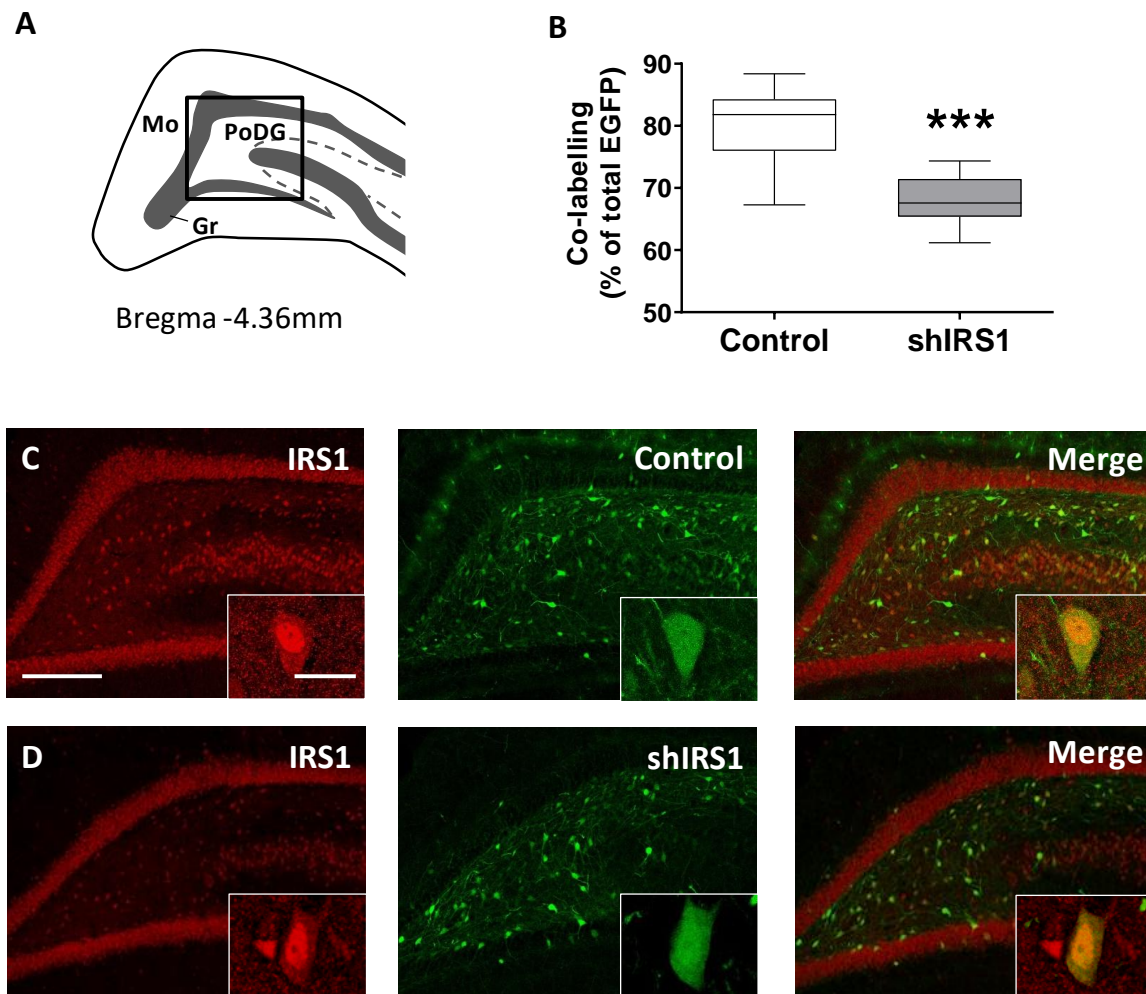 A
Mo
PoDG
Gr
Bregma -4.36mm
B
Co-labelling
(% of total EGFP)
90
80
70
60
50
***
Control
shIRS1
C
IRS1
Control
Merge
D
IRS1
shIRS1
Merge